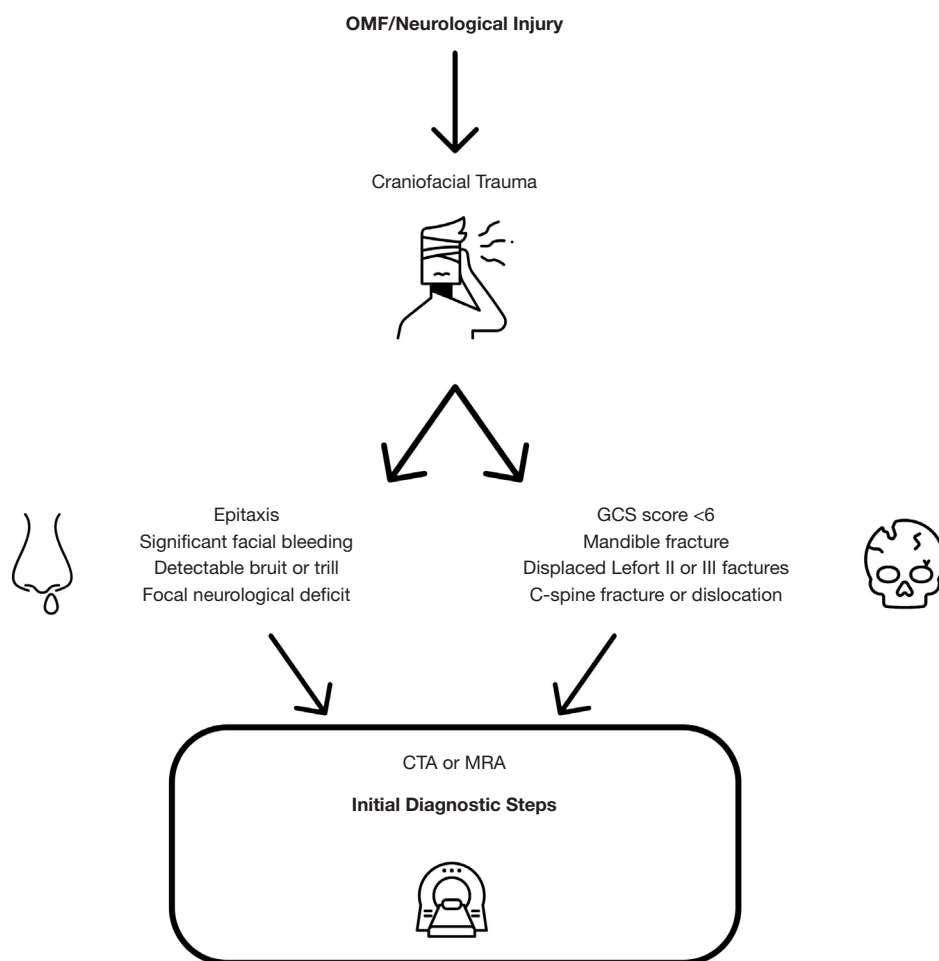 OMF/Neurological Injury
Craniofacial Trauma
Epitaxis
Significant facial bleeding
Detectable bruit or trill
Focal neurological deficit
GCS score <6
Mandible fracture
Displaced Lefort II or III factures
C-spine fracture or dislocation
CTA or MRA
Initial Diagnostic Steps